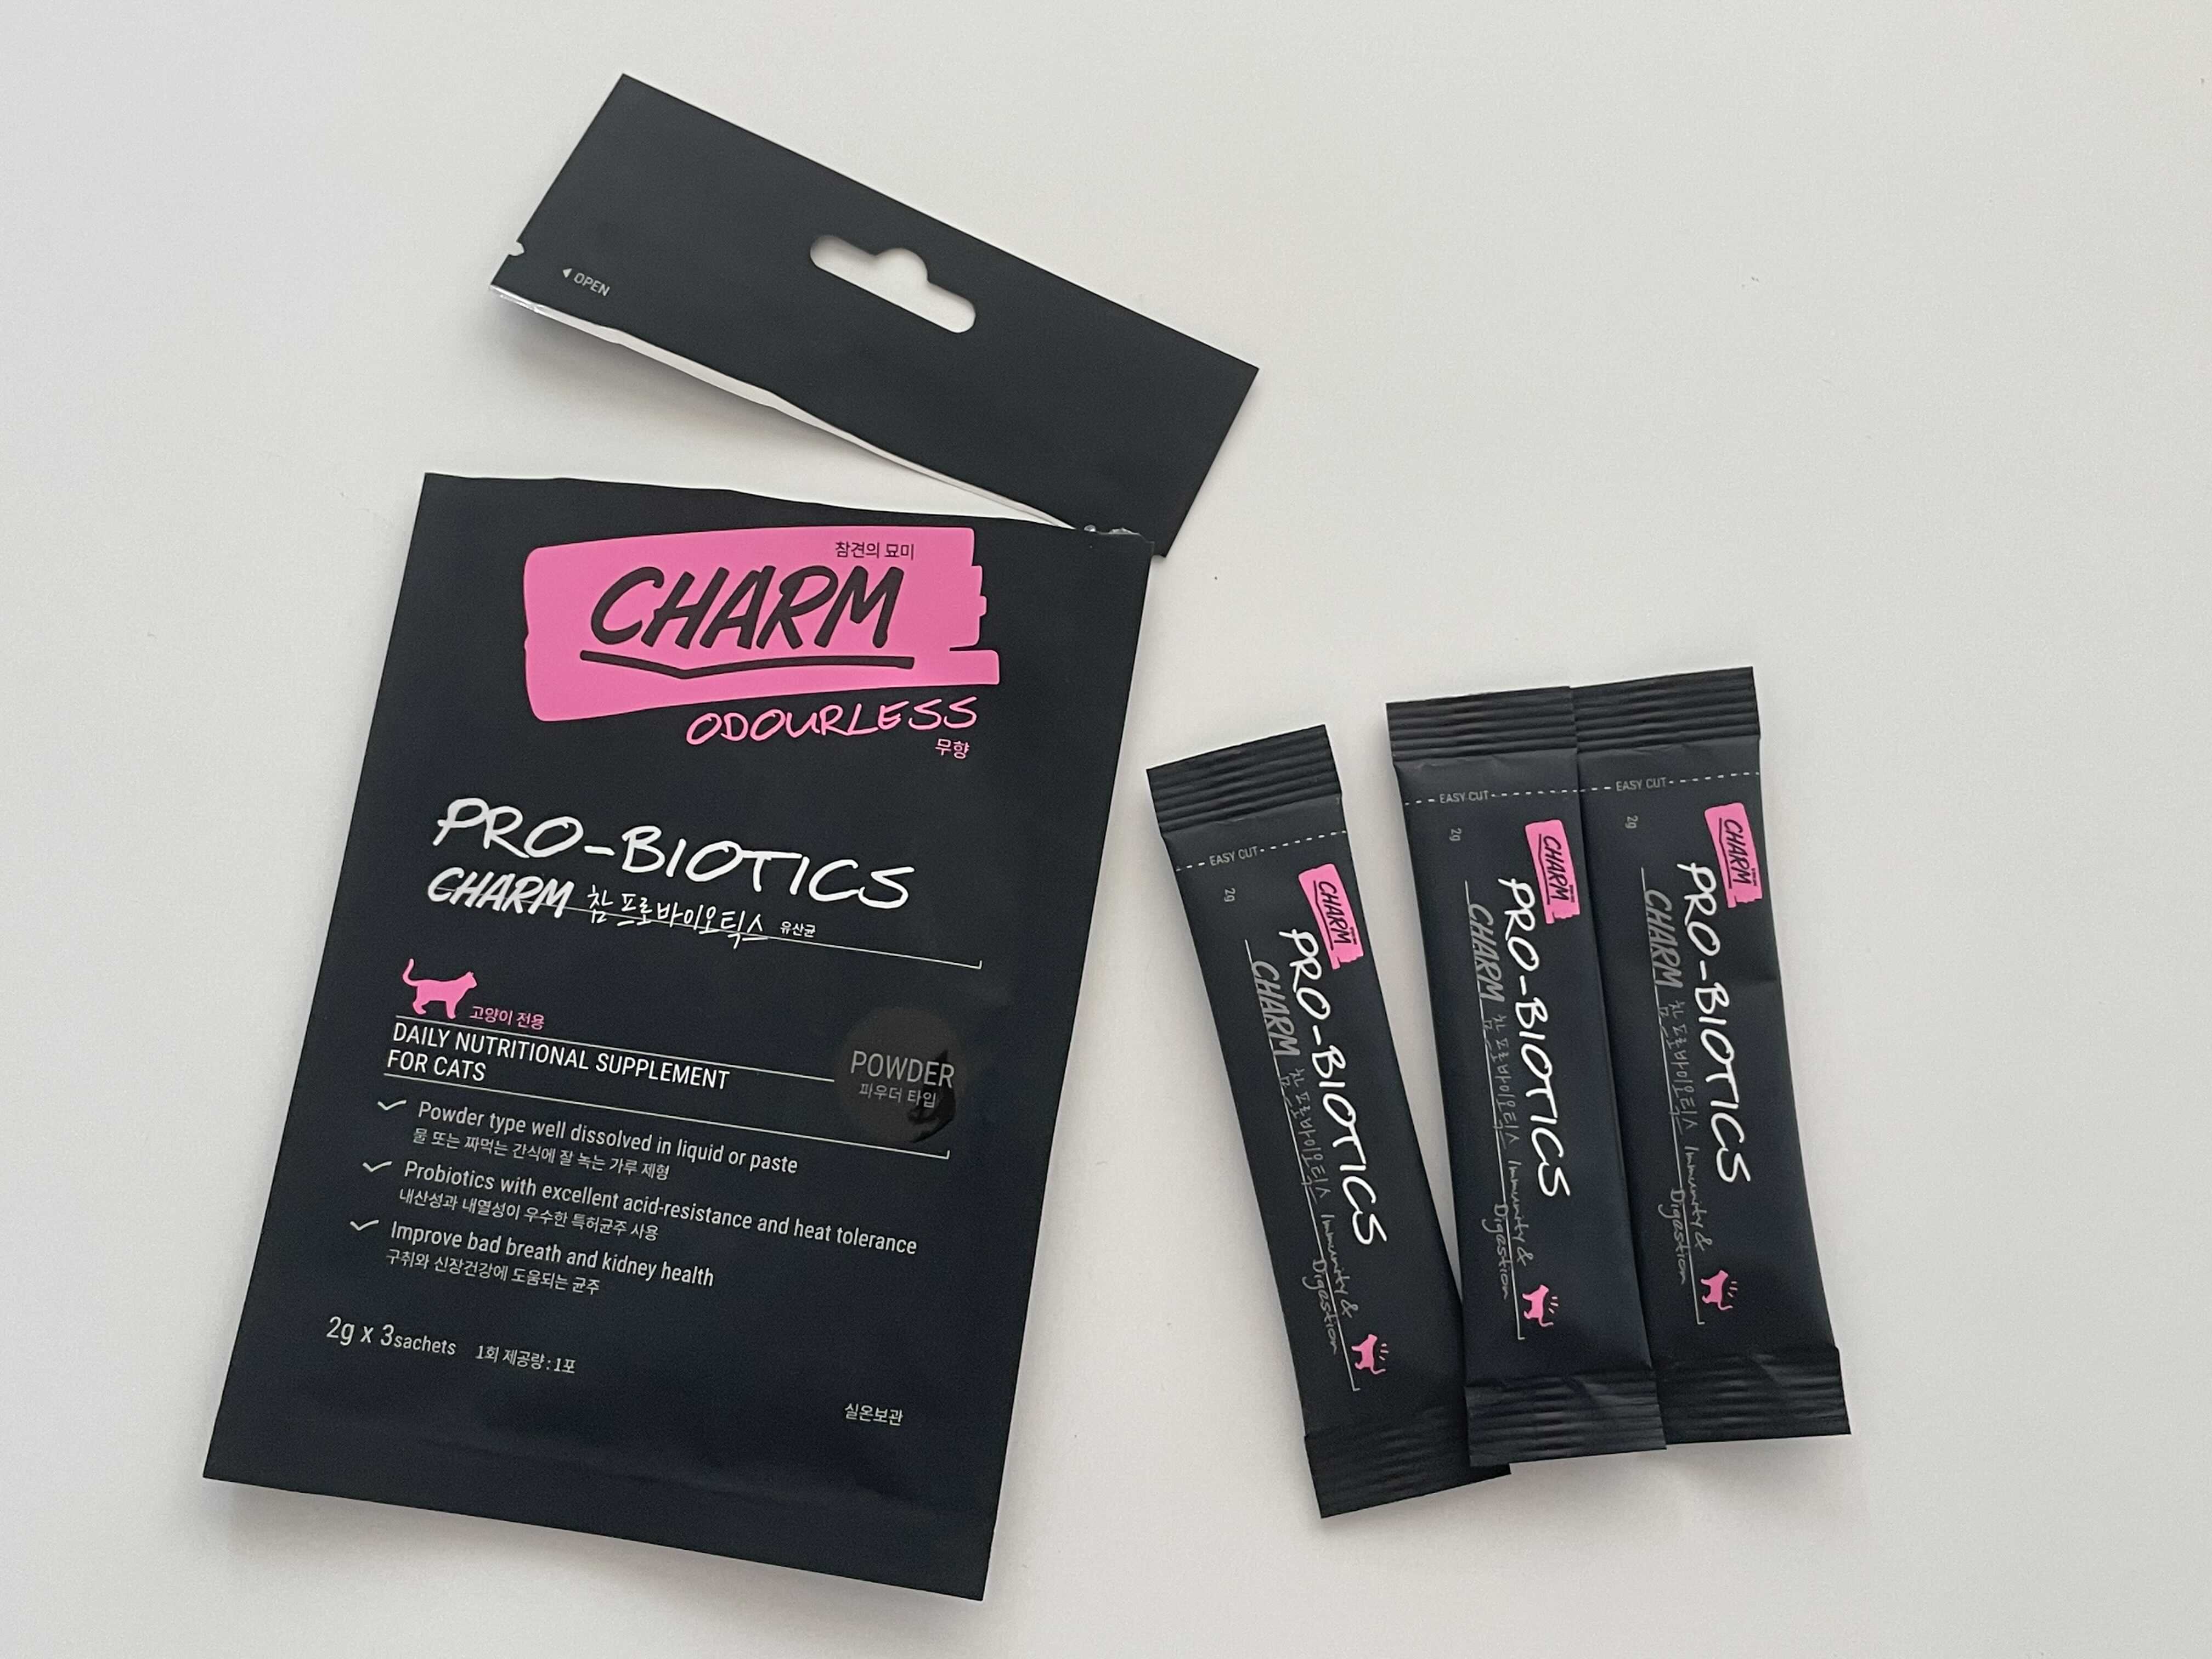 ◀ OPEN
참견의 묘미
CHARM
ODOURLESS
무향
PRO-BIOTICS
CHARM 참 프로바이오틱스 유산균
고양이 전용
DAILY NUTRITIONAL SUPPLEMENT
FOR CATS
POWDER
파우더 타입
Powder type well dissolved in liquid or paste
물 또는 짜먹는 간식에 잘 녹는 가루 제형
Probiotics with excellent acid-resistance and heat tolerance
내산성과 내열성이 우수한 특허균주 사용
Improve bad breath and kidney health
구취와 신장건강에 도움되는 균주
2g x 3sachets 1회 제공량 : 1포
실온보관
EASY CUT
2g
CHARM
PRO-BIOTICS
CHARM 참 프로바이오틱스 Immunity &
Digestion
EASY CUT
2g
CHARM
PRO-BIOTICS
CHARM 참 프로바이오틱스 Immunity &
Digestion
EASY CUT
2g
CHARM
PRO-BIOTICS
CHARM 참 프로바이오틱스 Immunity &
Digestion